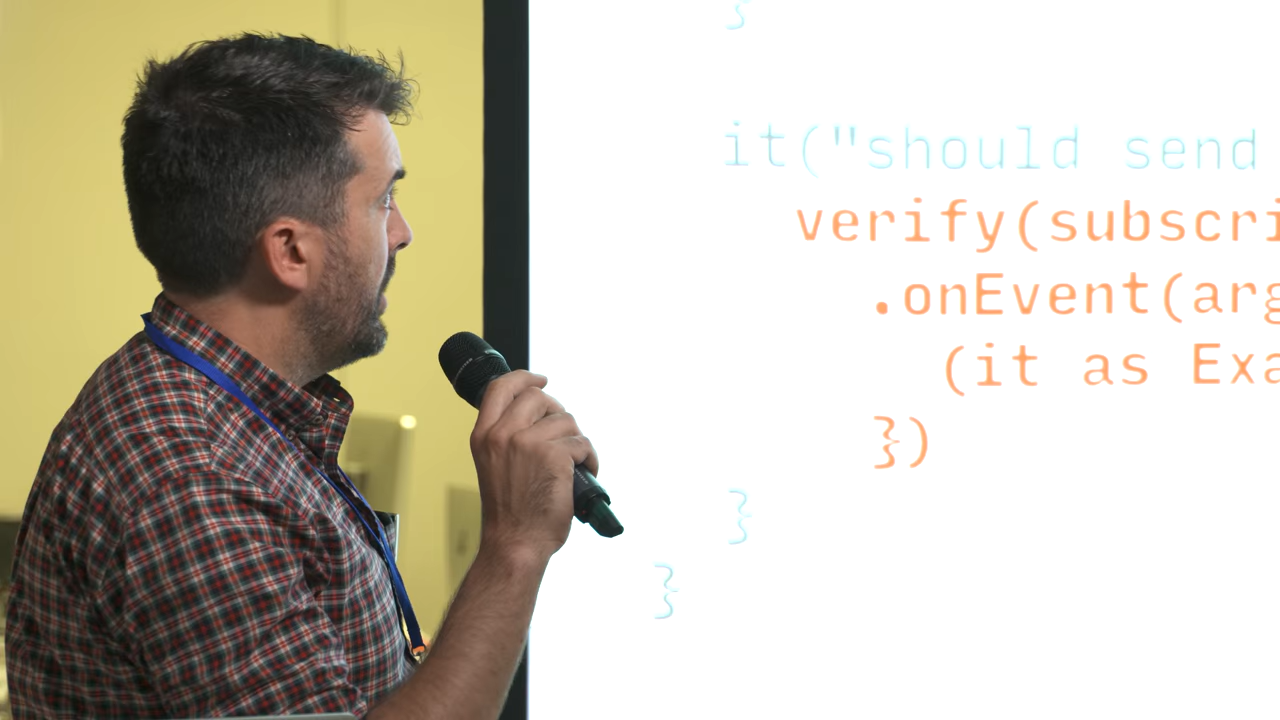 }
it("should send
verify(subscri
.onEvent(arg
(it as Exa
})
}
}